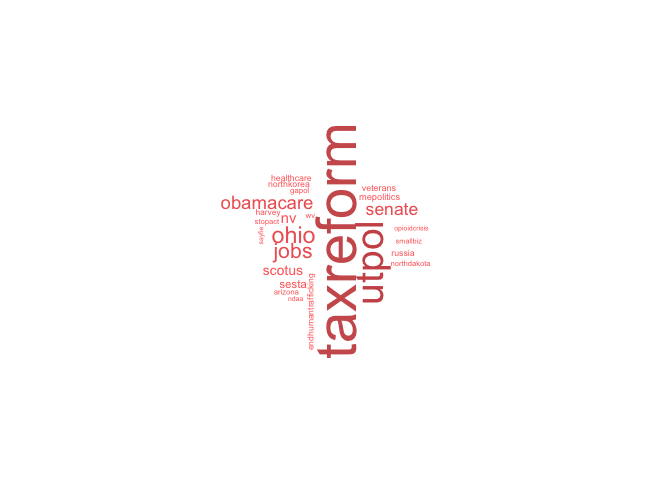 taxreform
utpol
healthcare
northkorea
gapol
obamacare
harvey
wv
stopact
nv
sayfie
ohio
jobs
scotus
sesta
arizona
ndaa
endhumantrafficking
veterans
mepolitics
senate
opioidcrisis
smallbiz
russia
northdakota